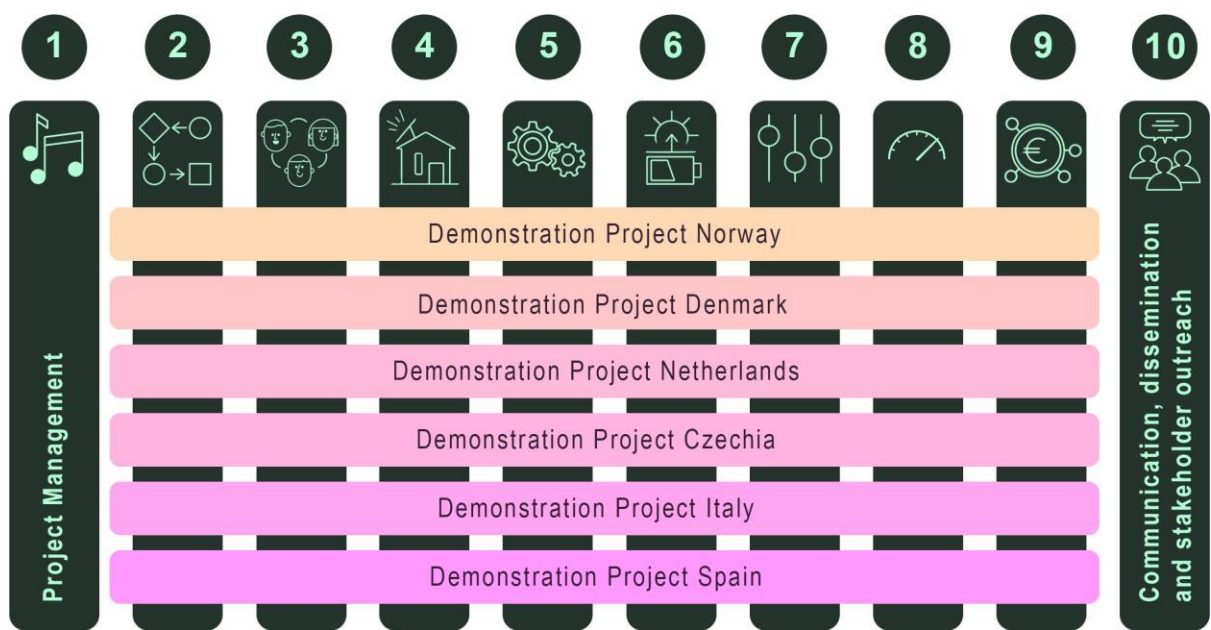 1
2
3
4
5
6
7
8
9
10
€
Demonstration Project Norway
Demonstration Project Denmark
Demonstration Project Netherlands
Demonstration Project Czechia
Demonstration Project Italy
Demonstration Project Spain
Project Management
Communication, dissemination
and stakeholder outreach